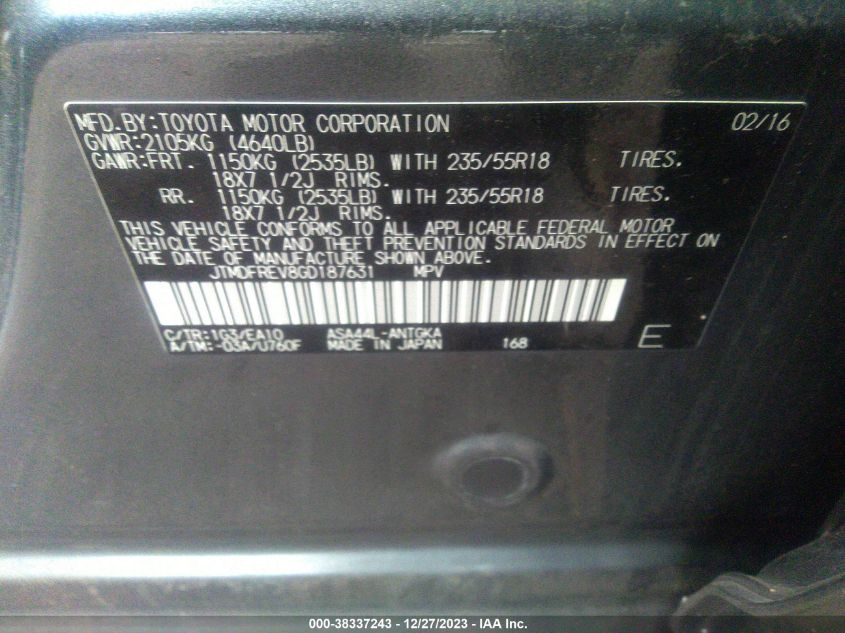 MFD.BY:TOYOTA MOTOR CORPORATION 02/16
GVWR:2105KG (4640LB)
GAWR:FRT. 1150KG (2535LB) WITH 235/55R18 TIRES.
18X7 1/2J RIMS.
RR. 1150KG (2535LB) WITH 235/55R18 TIRES.
18X7 1/2J RIMS.
THIS VEHICLE CONFORMS TO ALL APPLICABLE FEDERAL MOTOR
VEHICLE SAFETY AND THEFT PREVENTION STANDARDS IN EFFECT ON
THE DATE OF MANUFACTURE SHOWN ABOVE.
JTMDFREV8GD187631 MPV
C/TR:1G3/EA10 ASA44L-ANTGKA
A/TM:-03A/U760F MADE IN JAPAN 168 E
000-38337243 - 12/27/2023 - IAA Inc.